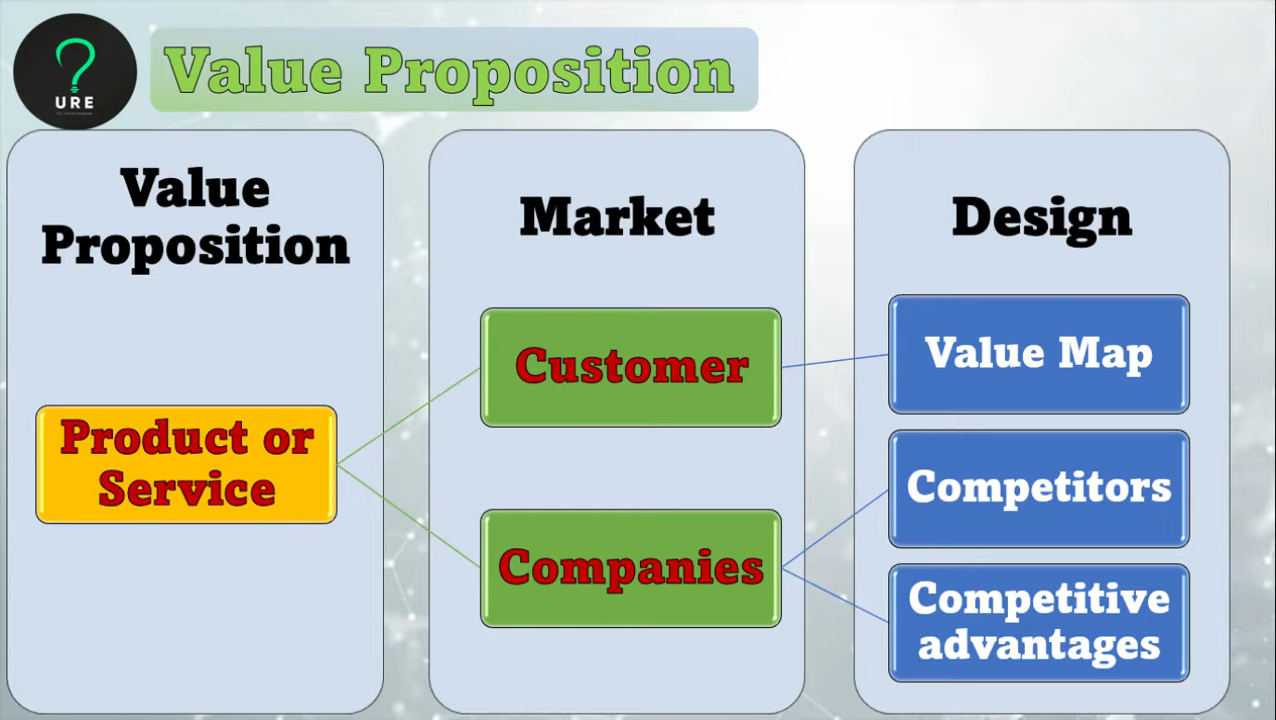 URE
Value Proposition
Value
Proposition
Product or
Service
Market
Customer
Companies
Design
Value Map
Competitors
Competitive
advantages